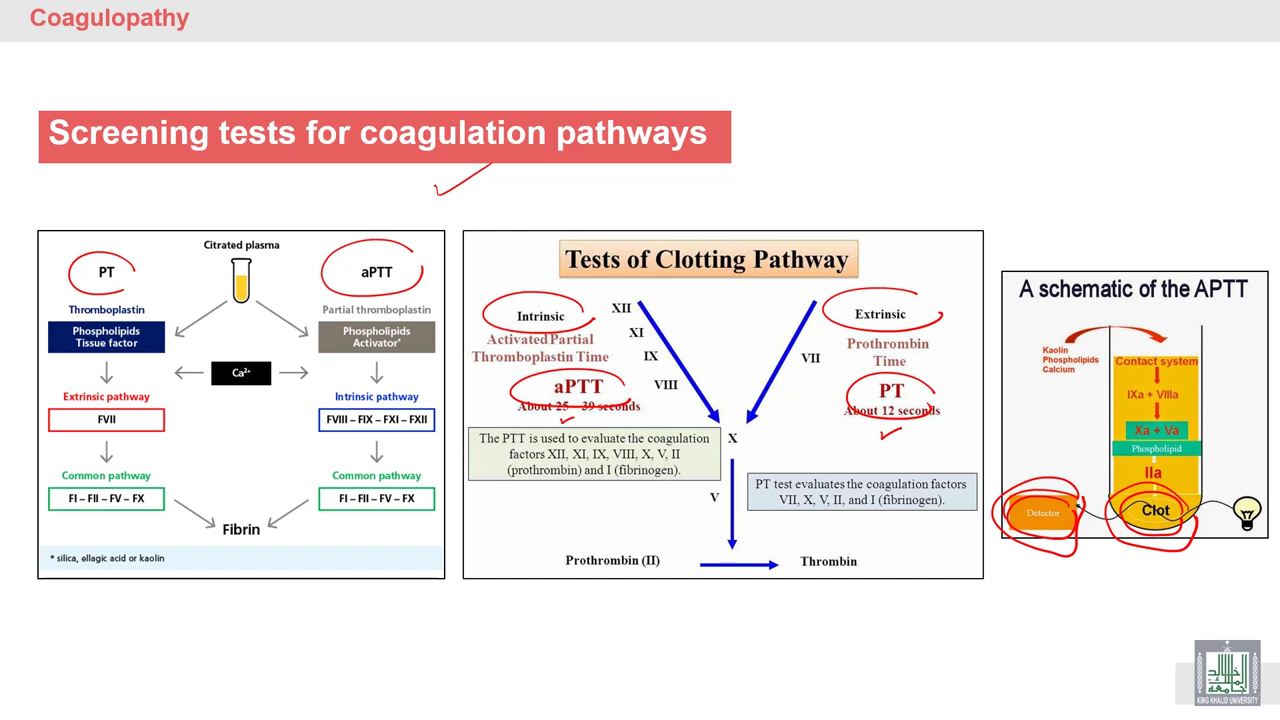 Coagulopathy
Screening tests for coagulation pathways
PT
Citrated plasma
aPTT
Thromboplastin
Partial thromboplastin
Phospholipids
Tissue factor
Phospholipids
Activator*
Ca²⁺
Extrinsic pathway
Intrinsic pathway
FVII
FVIII – FIX – FXI – FXII
Common pathway
Common pathway
FI – FII – FV – FX
FI – FII – FV – FX
Fibrin
* silica, ellagic acid or kaolin
Tests of Clotting Pathway
Intrinsic
XII
Extrinsic
Activated Partial
Thromboplastin Time
XI
IX
VIII
Prothrombin
Time
VII
aPTT
About 25 – 39 seconds
PT
About 12 seconds
The PTT is used to evaluate the coagulation
factors XII, XI, IX, VIII, X, V, II
(prothrombin) and I (fibrinogen).
X
PT test evaluates the coagulation factors
VII, X, V, II, and I (fibrinogen).
V
Prothrombin (II)
Thrombin
A schematic of the APTT
Kaolin
Phospholipids
Calcium
Contact system
IXa + VIIIa
Xa + Va
Phospholipid
IIa
Detector
Clot
جامعة الملك خالد
KING KHALID UNIVERSITY